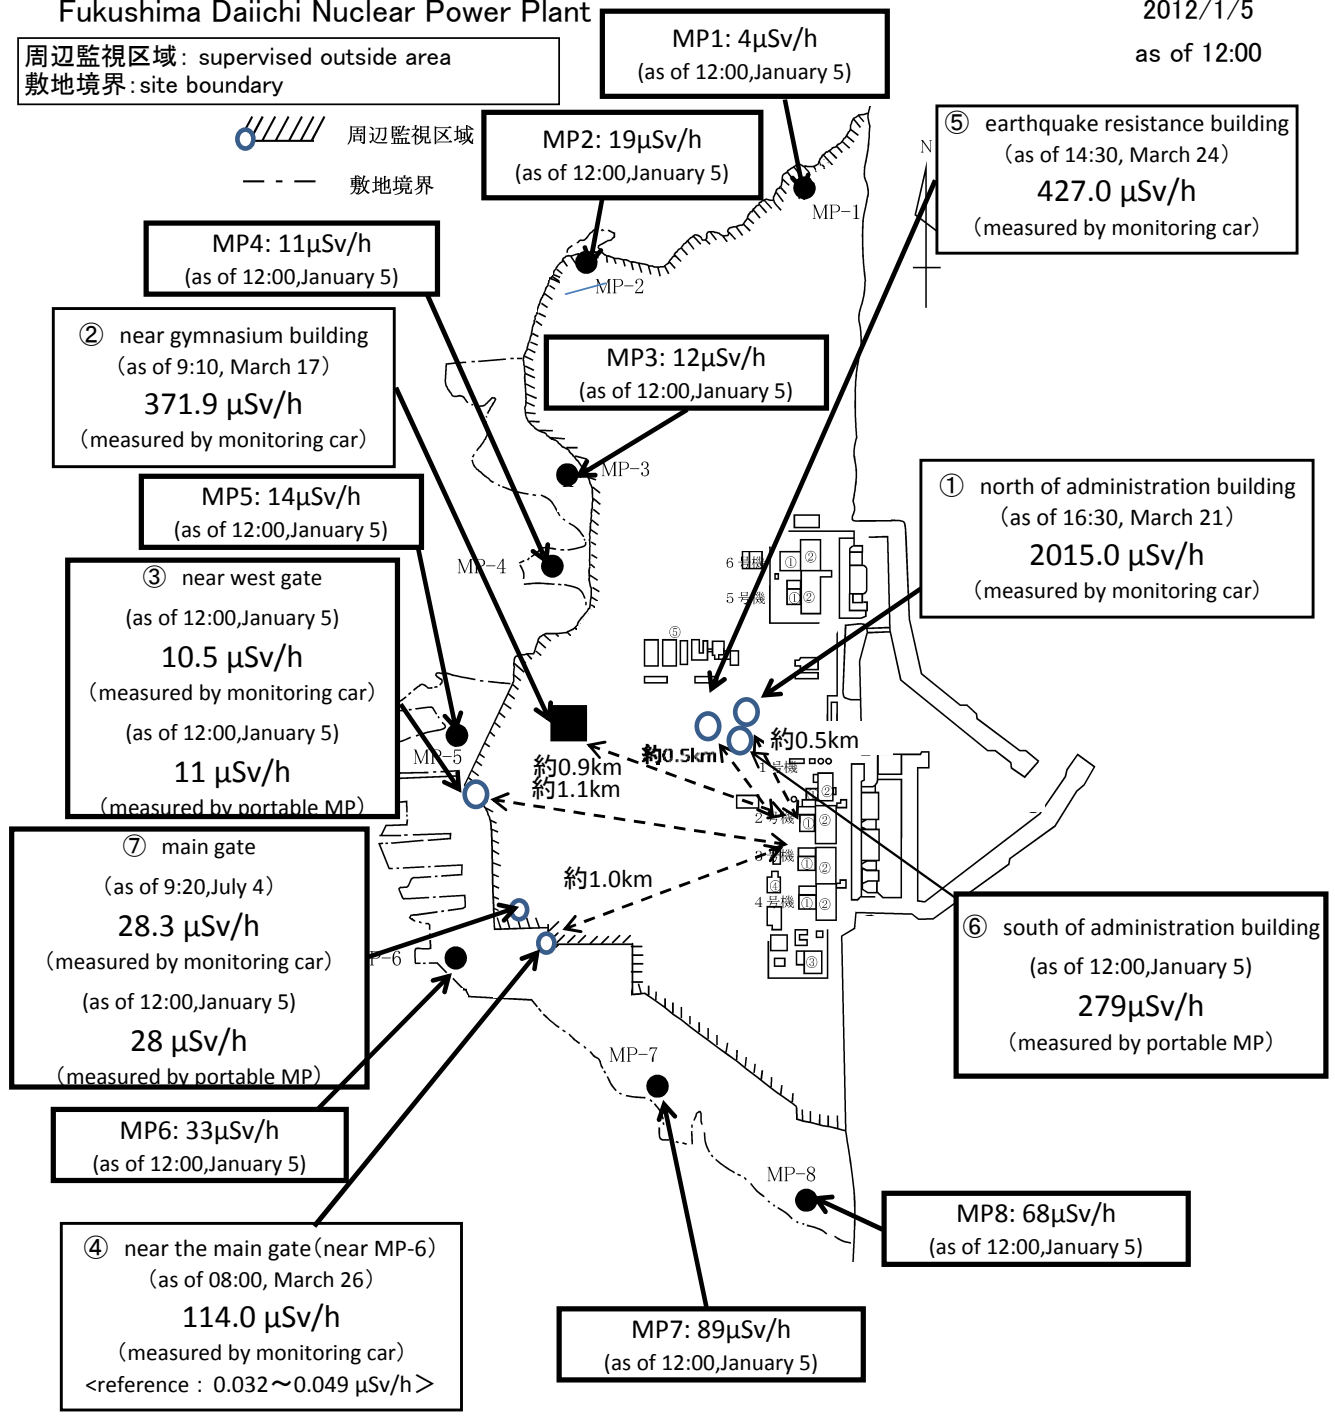 Fukushima Daiichi Nuclear Power Plant
2012/1/5
as of 12:00
周辺監視区域: supervised outside area
敷地境界:site boundary
周辺監視区域
敷地境界
MP1: 4μSv/h
(as of 12:00,January 5)
MP2: 19μSv/h
(as of 12:00,January 5)
⑤ earthquake resistance building
(as of 14:30, March 24)
427.0 μSv/h
(measured by monitoring car)
N
MP-1
MP4: 11μSv/h
(as of 12:00,January 5)
MP-2
② near gymnasium building
(as of 9:10, March 17)
371.9 μSv/h
(measured by monitoring car)
MP3: 12μSv/h
(as of 12:00,January 5)
MP-3
MP5: 14μSv/h
(as of 12:00,January 5)
① north of administration building
(as of 16:30, March 21)
2015.0 μSv/h
(measured by monitoring car)
MP-4
6号機
① ②
5号機
① ②
⑤
③ near west gate
(as of 12:00,January 5)
10.5 μSv/h
(measured by monitoring car)
(as of 12:00,January 5)
11 μSv/h
(measured by portable MP)
MP-5
約0.9km
約1.1km
約0.5km
約0.5km
1号機
②
2号機
① ②
3号機
① ②
④
4号機
① ②
③
約1.0km
⑦ main gate
(as of 9:20,July 4)
28.3 μSv/h
(measured by monitoring car)
(as of 12:00,January 5)
28 μSv/h
(measured by portable MP)
P-6
⑥ south of administration building
(as of 12:00,January 5)
279μSv/h
(measured by portable MP)
MP-7
MP6: 33μSv/h
(as of 12:00,January 5)
MP-8
MP8: 68μSv/h
(as of 12:00,January 5)
④ near the main gate(near MP-6)
(as of 08:00, March 26)
114.0 μSv/h
(measured by monitoring car)
<reference : 0.032~0.049 μSv/h>
MP7: 89μSv/h
(as of 12:00,January 5)